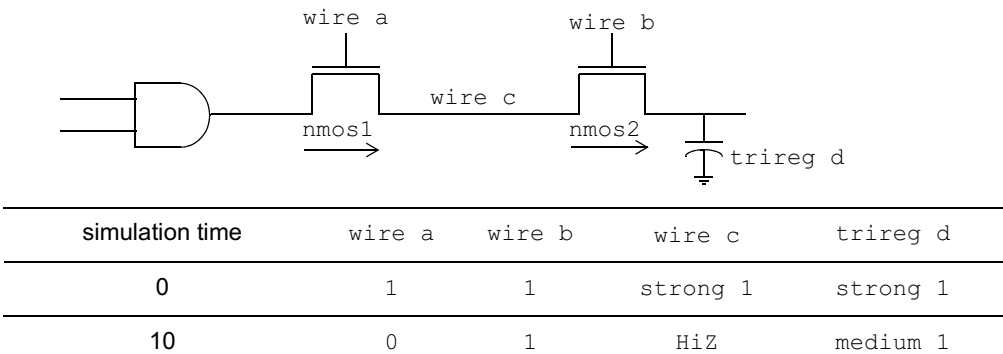 wire a
wire b
wire c
nmos1
nmos2
trireg d
simulation time wire a wire b wire c trireg d
0 1 1 strong 1 strong 1
10 0 1 HiZ medium 1